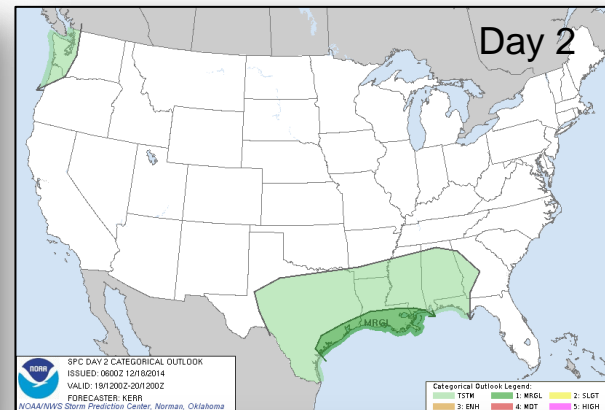 Day 2
MRGL
NOAA
SPC DAY 2 CATEGORICAL OUTLOOK
ISSUED: 0600Z 12/18/2014
VALID: 19/1200Z-20/1200Z
FORECASTER: KERR
NOAA/NWS Storm Prediction Center, Norman, Oklahoma
Categorical Outlook Legend:
TSTM 1: MRGL 2: SLGT
3: ENH 4: MDT 5: HIGH